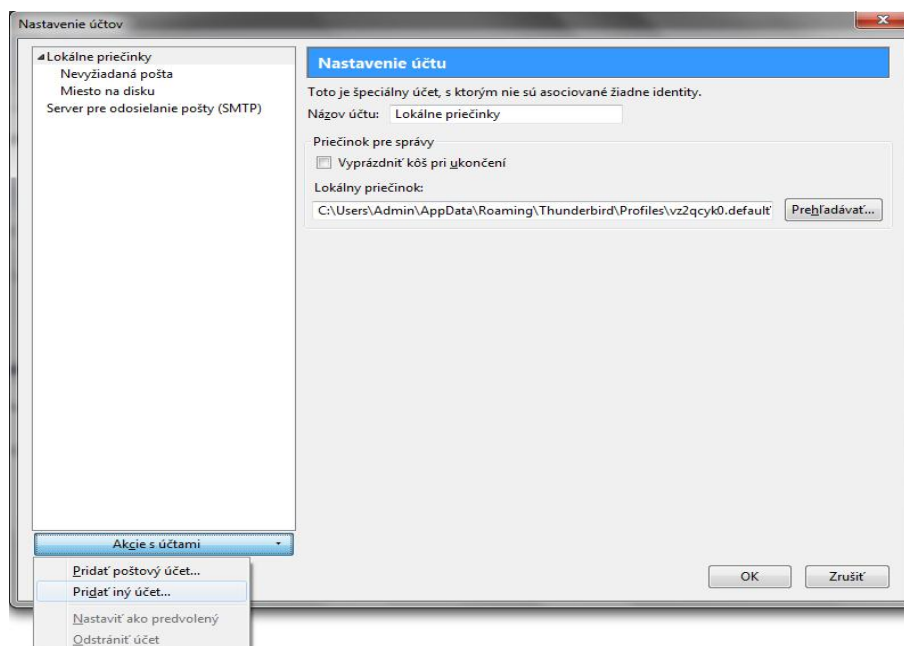 Nastavenie účtov
Lokálne priečinky
Nevyžiadaná pošta
Miesto na disku
Server pre odosielanie pošty (SMTP)
Nastavenie účtu
Toto je špeciálny účet, s ktorým nie sú asociované žiadne identity.
Názov účtu: Lokálne priečinky
Priečinok pre správy
Vyprázdniť kôš pri ukončení
Lokálny priečinok:
C:\Users\Admin\AppData\Roaming\Thunderbird\Profiles\vz2qcyk0.default\ Prehľadávať...
Akcie s účtami
Pridať poštový účet...
Pridať iný účet...
Nastaviť ako predvolený
Odstrániť účet
OK Zrušiť